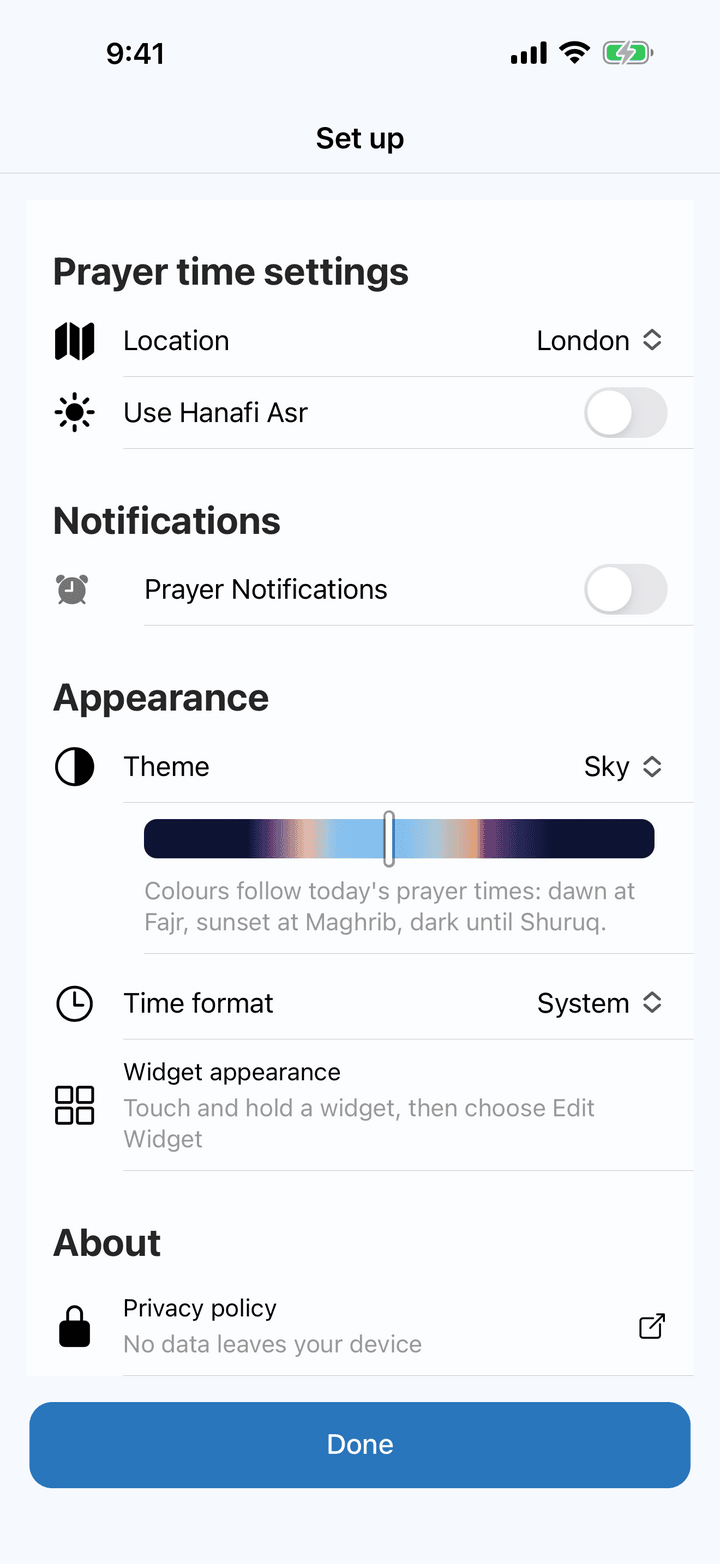 9:41
Set up
Prayer time settings
Location
London
Use Hanafi Asr
Notifications
Prayer Notifications
Appearance
Theme
Sky
Colours follow today's prayer times: dawn at
Fajr, sunset at Maghrib, dark until Shuruq.
Time format
System
Widget appearance
Touch and hold a widget, then choose Edit
Widget
About
Privacy policy
No data leaves your device
Done